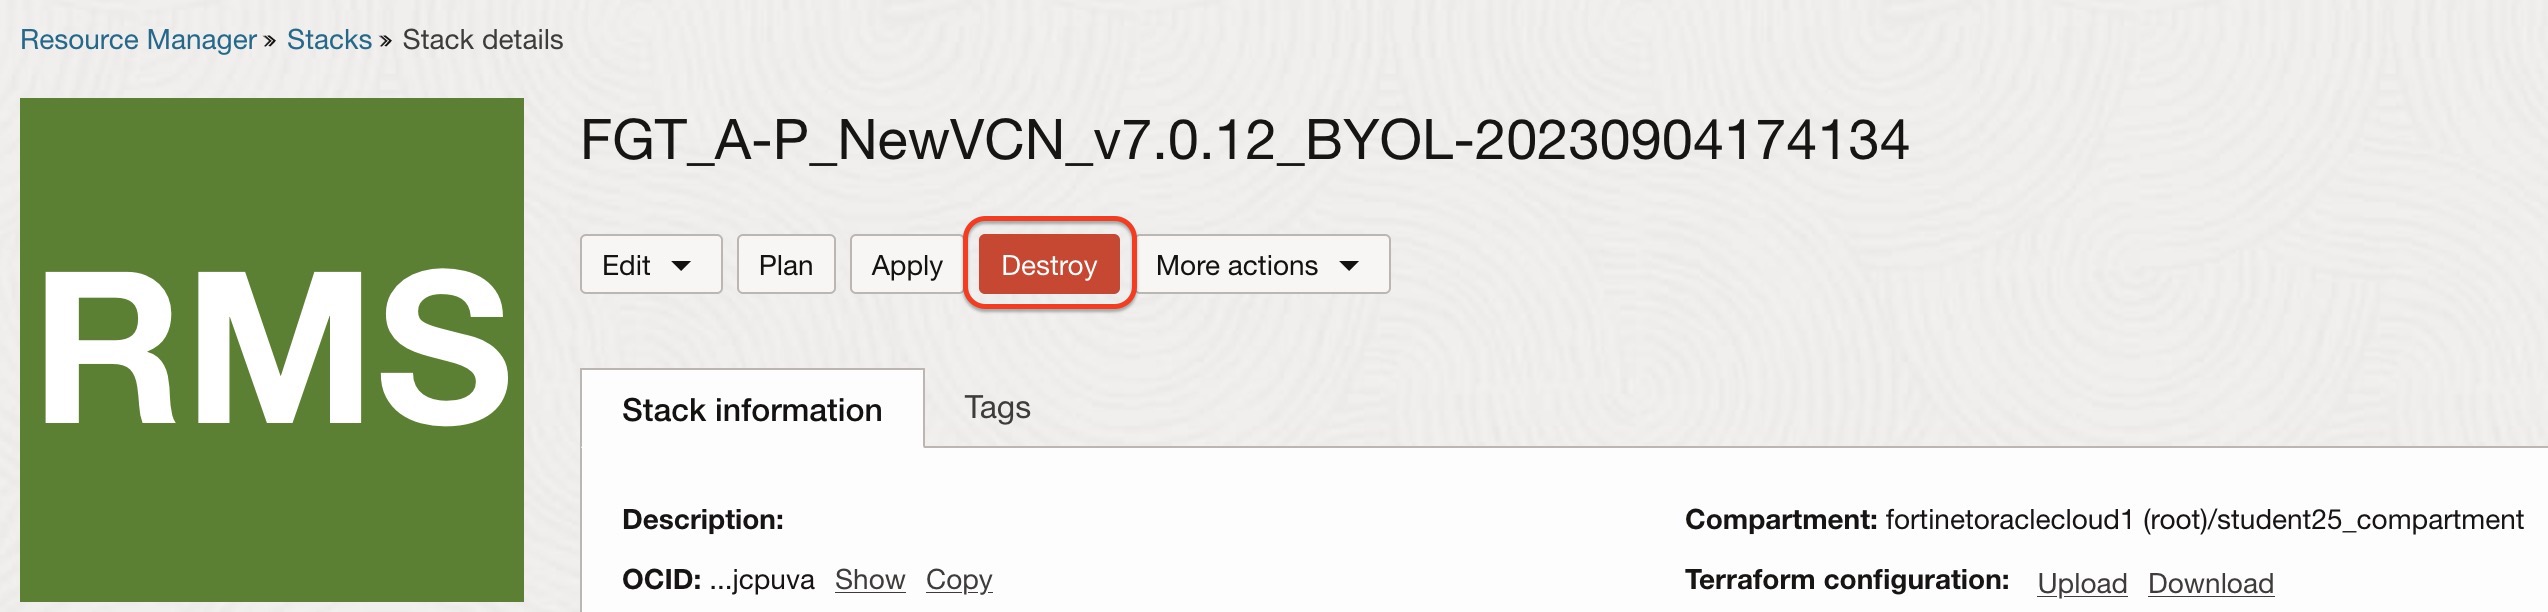 Resource Manager » Stacks » Stack details
RMS
FGT_A-P_NewVCN_v7.0.12_BYOL-20230904174134
Edit Plan Apply Destroy More actions
Stack information Tags
Description: Compartment: fortinetoraclecloud1 (root)/student25_compartment
OCID: ...jcpuva Show Copy Terraform configuration: Upload Download